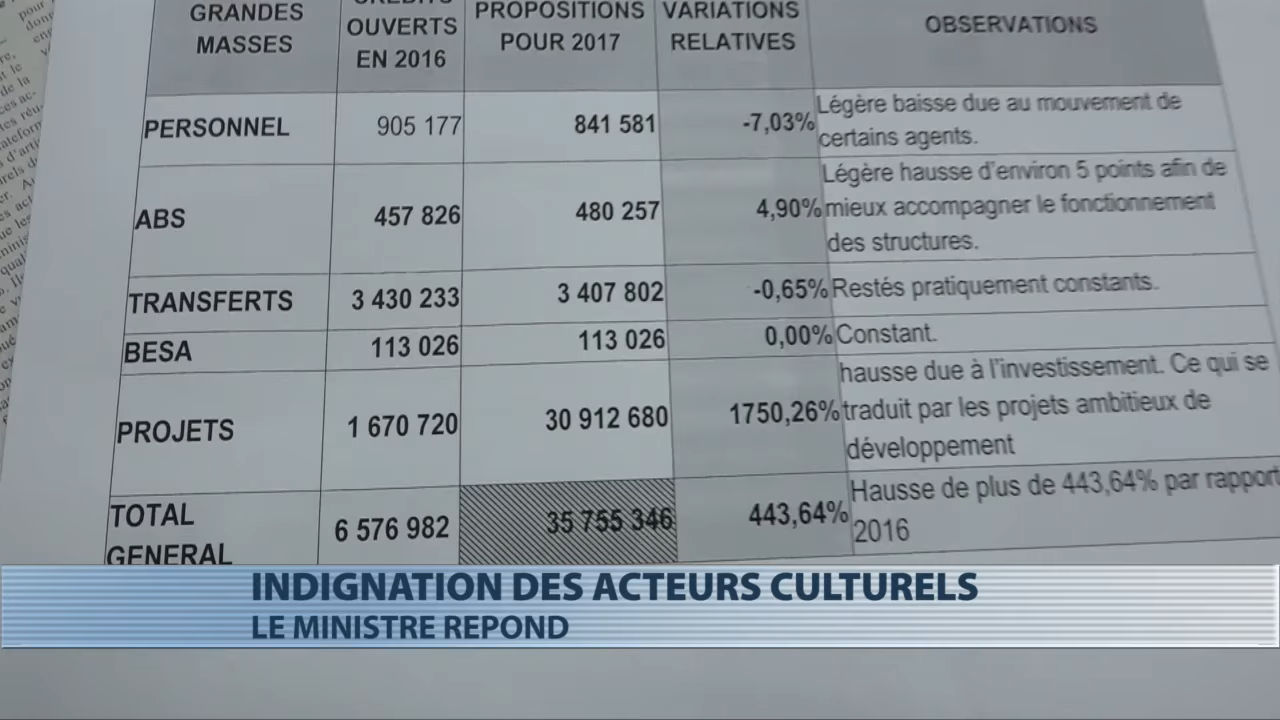 GRANDES
MASSES
OUVERTS
EN 2016
PROPOSITIONS
POUR 2017
VARIATIONS
RELATIVES
OBSERVATIONS
PERSONNEL
905 177
841 581
-7,03%
Légère baisse due au mouvement de
certains agents.
ABS
457 826
480 257
4,90%
Légère hausse d'environ 5 points afin de
mieux accompagner le fonctionnement
des structures.
TRANSFERTS
3 430 233
3 407 802
-0,65%
Restés pratiquement constants.
BESA
113 026
113 026
0,00%
Constant.
PROJETS
1 670 720
30 912 680
1750,26%
hausse due à l'investissement. Ce qui se
traduit par les projets ambitieux de
développement
TOTAL
GENERAL
6 576 982
35 755 346
443,64%
Hausse de plus de 443,64% par rapport
2016
INDIGNATION DES ACTEURS CULTURELS
LE MINISTRE REPOND